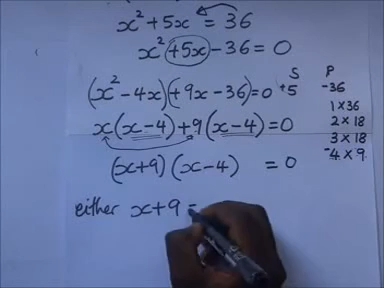 x² + 5x = 36
x² + 5x - 36 = 0
(x² - 4x) (+9x - 36) = 0
x(x - 4) + 9(x - 4) = 0
(x + 9) (x - 4) = 0
either x + 9 =
S P
+5 -36
1 × 36
2 × 18
3 × 18
-4 × 9